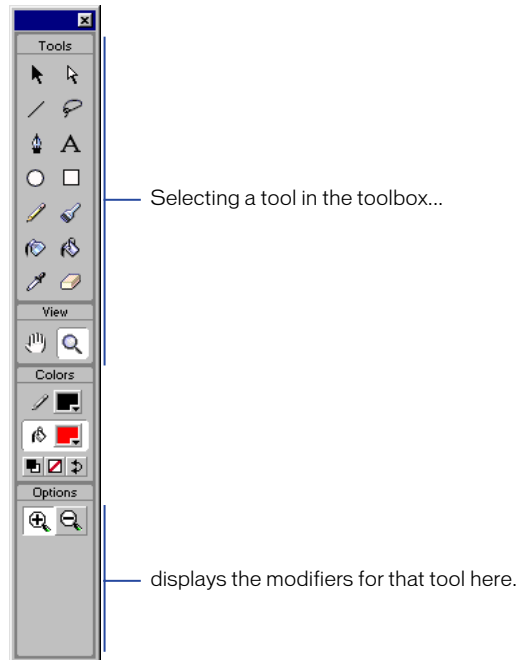 Tools
A
Selecting a tool in the toolbox...
View
Colors
Options
displays the modifiers for that tool here.